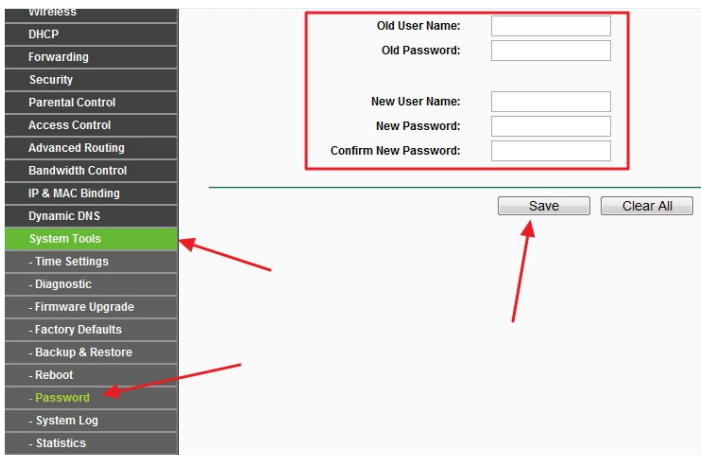 Wireless
DHCP
Forwarding
Security
Parental Control
Access Control
Advanced Routing
Bandwidth Control
IP & MAC Binding
Dynamic DNS
System Tools
- Time Settings
- Diagnostic
- Firmware Upgrade
- Factory Defaults
- Backup & Restore
- Reboot
- Password
- System Log
- Statistics
Old User Name:
Old Password:
New User Name:
New Password:
Confirm New Password:
Save
Clear All